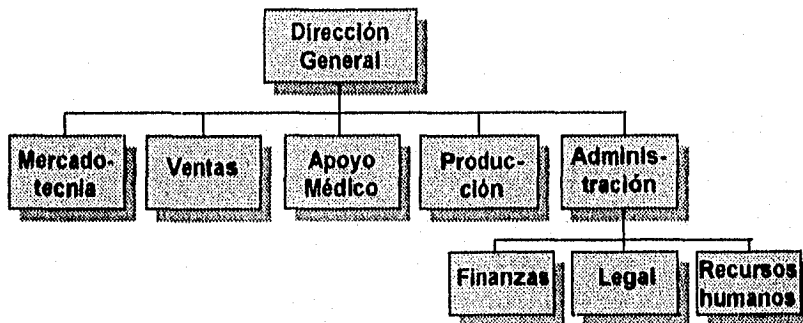 Dirección
General
Mercado-
tecnia
Ventas
Apoyo
Médico
Produc-
ción
Adminis-
tración
Finanzas
Legal
Recursos
humanos